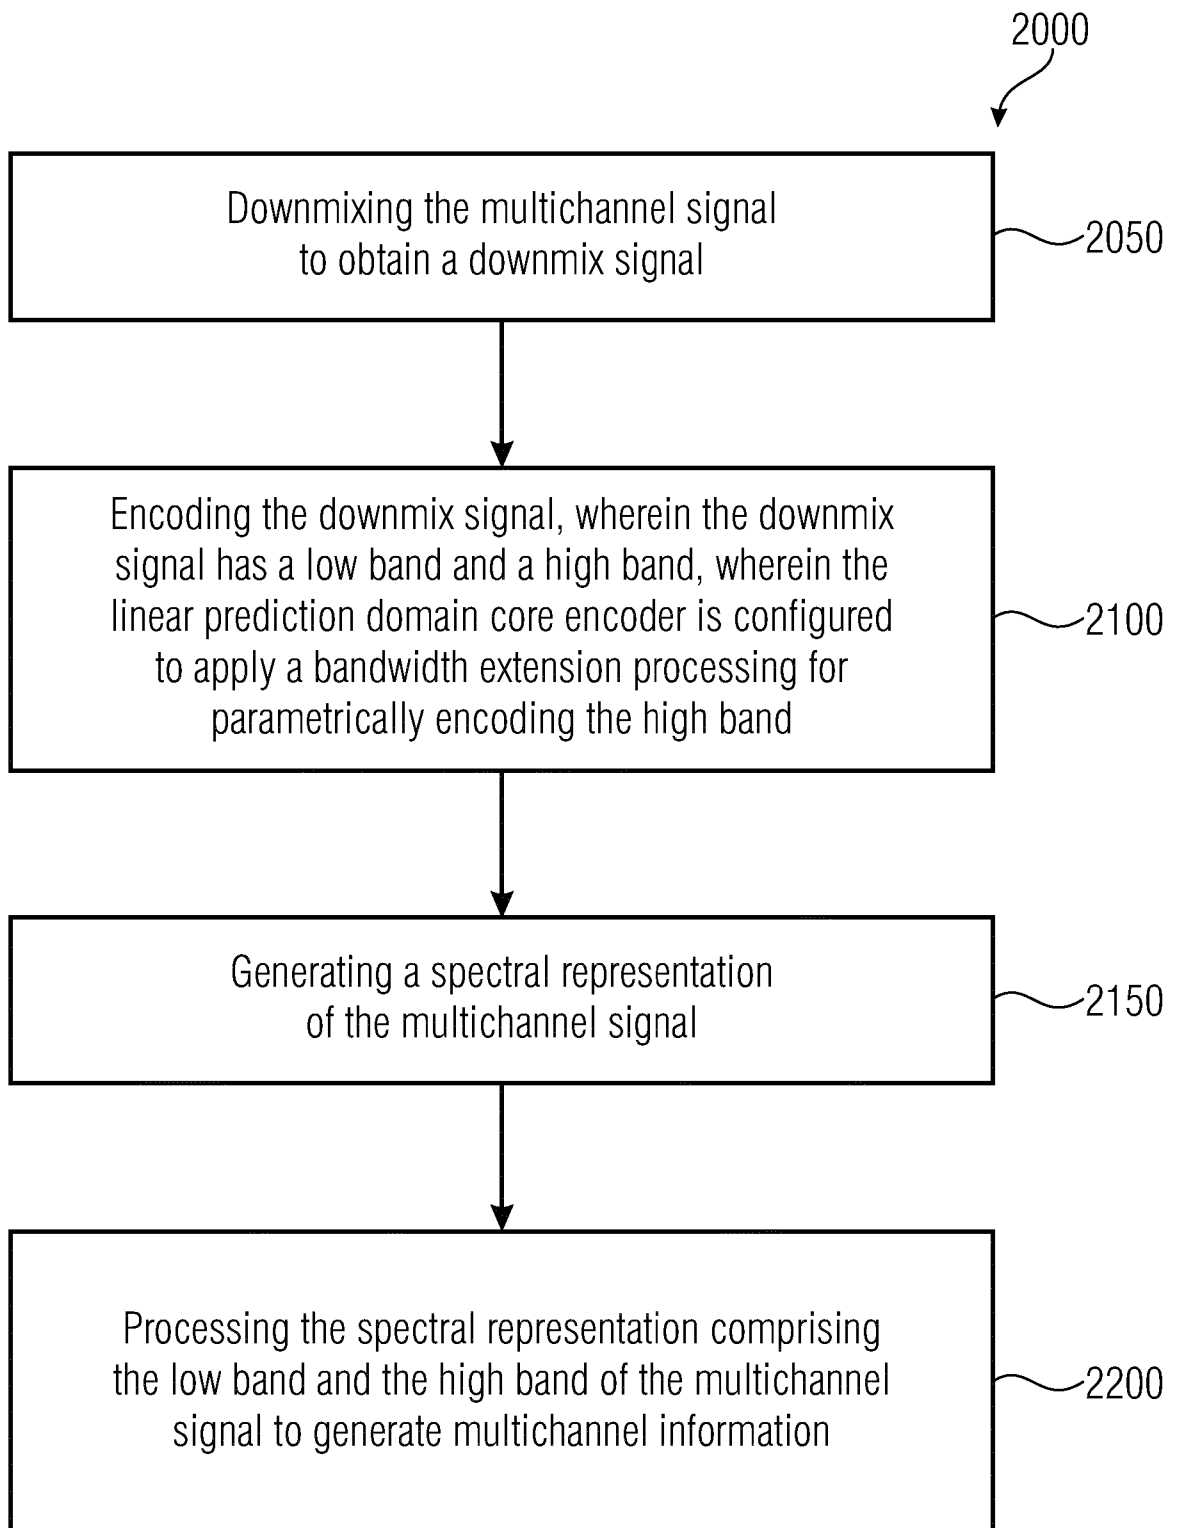 2000
Downmixing the multichannel signal
to obtain a downmix signal
2050
Encoding the downmix signal, wherein the downmix
signal has a low band and a high band, wherein the
linear prediction domain core encoder is configured
to apply a bandwidth extension processing for
parametrically encoding the high band
2100
Generating a spectral representation
of the multichannel signal
2150
Processing the spectral representation comprising
the low band and the high band of the multichannel
signal to generate multichannel information
2200